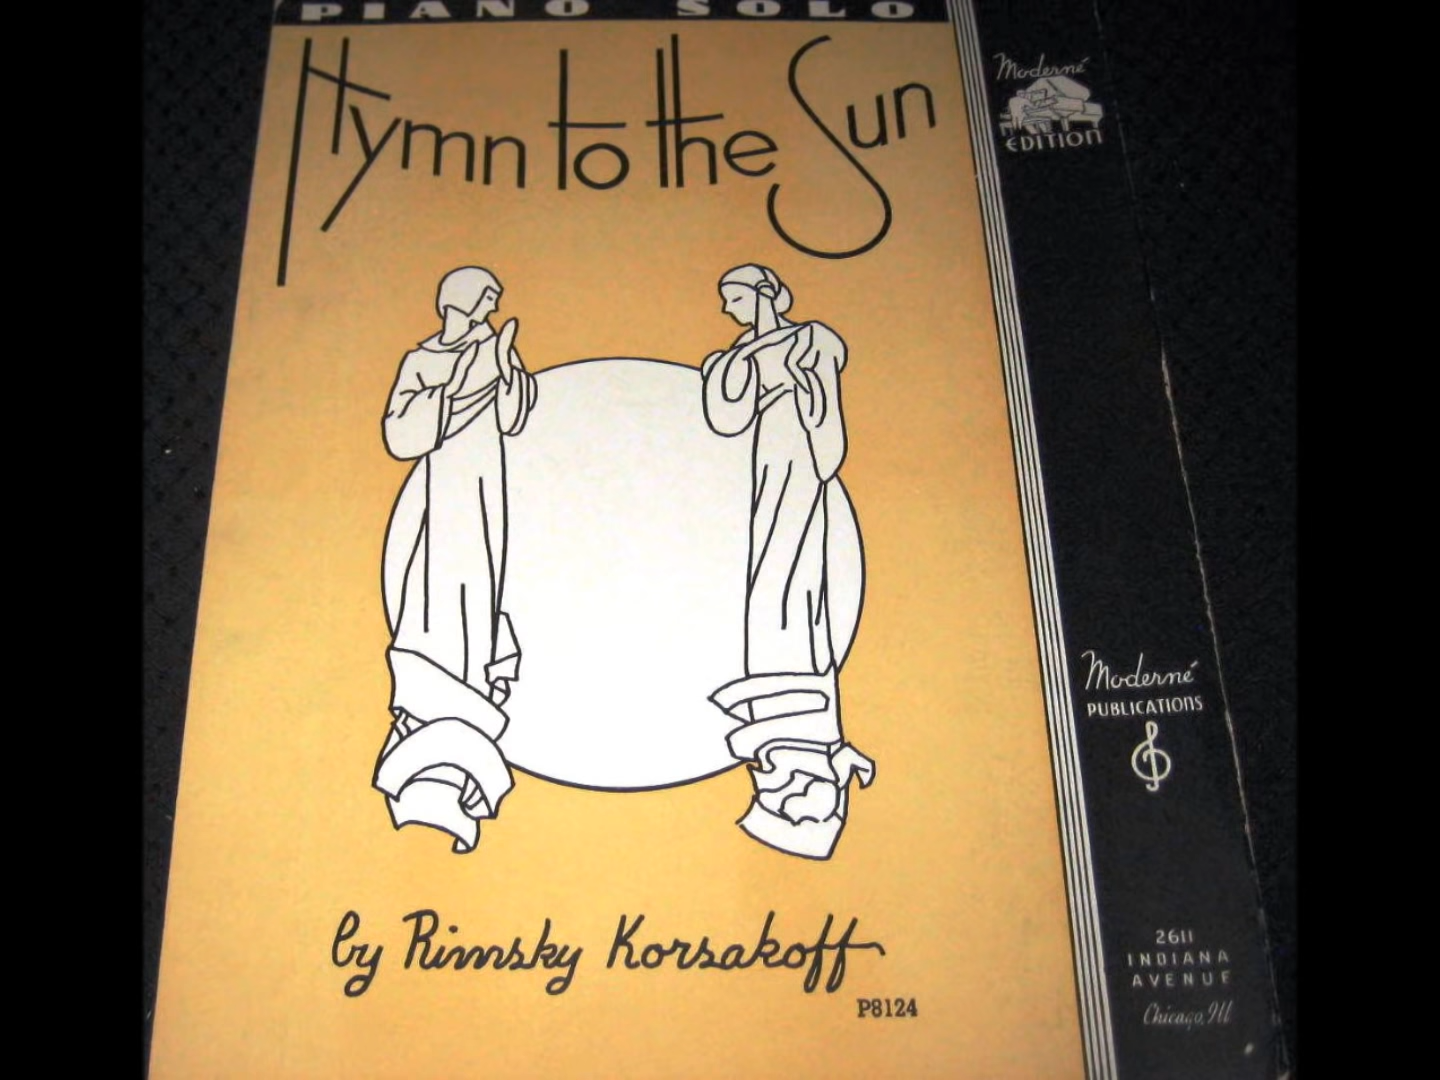 PIANO SOLO
Hymn to the Sun
Moderné
EDITION
Moderné
PUBLICATIONS
by Rimsky Korsakoff
P8124
2611
INDIANA
AVENUE
Chicago, Ill